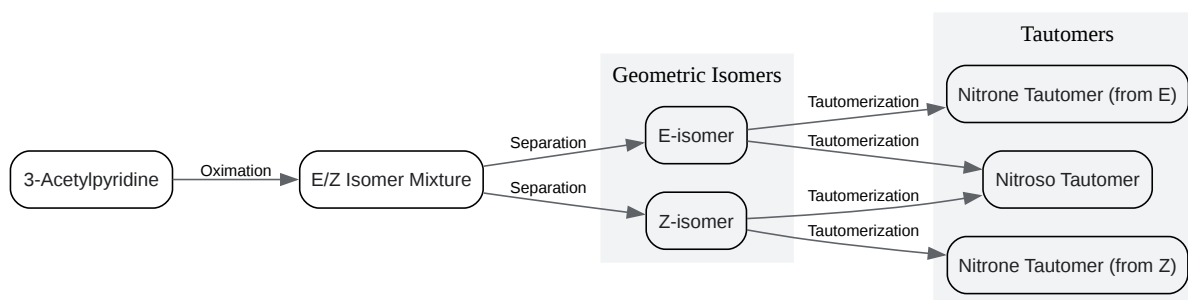 3-Acetylpyridine
Oximation
E/Z Isomer Mixture
Separation
Separation
Geometric Isomers
E-isomer
Z-isomer
Tautomerization
Tautomerization
Tautomerization
Tautomerization
Tautomers
Nitrone Tautomer (from E)
Nitroso Tautomer
Nitrone Tautomer (from Z)